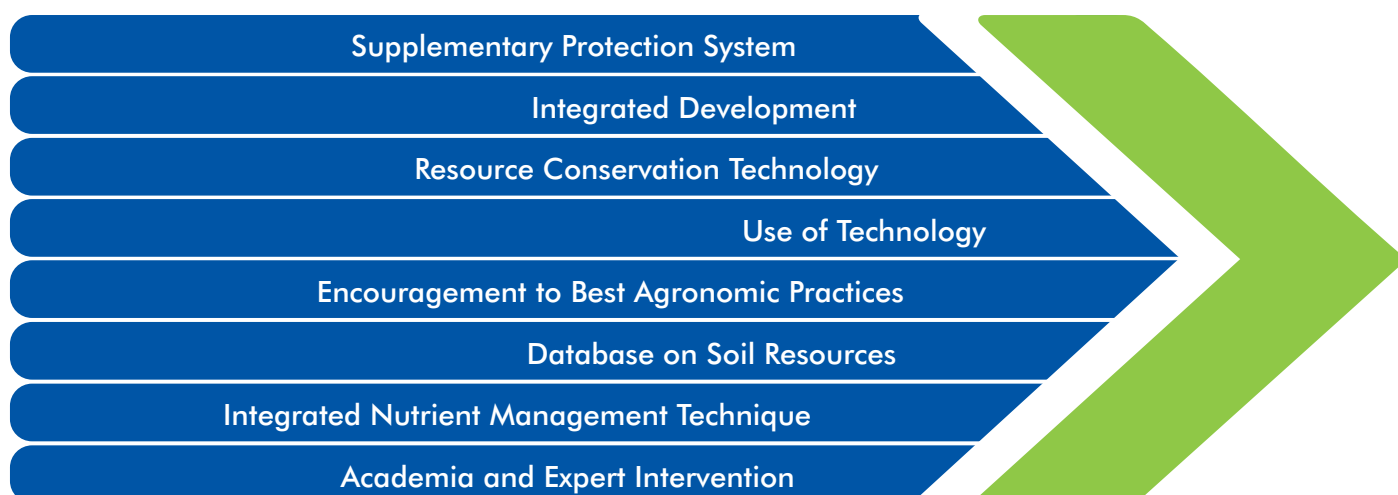 Supplementary Protection System
Integrated Development
Resource Conservation Technology
Use of Technology
Encouragement to Best Agronomic Practices
Database on Soil Resources
Integrated Nutrient Management Technique
Academia and Expert Intervention